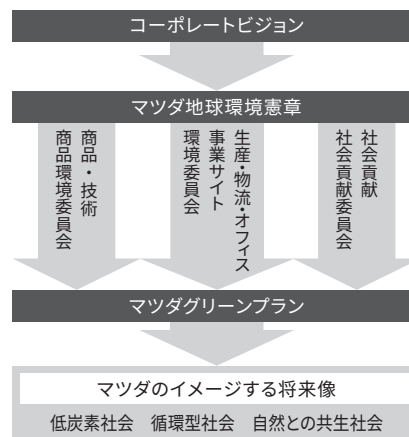 コーポレートビジョン
マツダ地球環境憲章
商品・技術
商品環境委員会
生産・物流・オフィス
事業サイト
環境委員会
社会貢献
社会貢献委員会
マツダグリーンプラン
マツダのイメージする将来像
低炭素社会 循環型社会 自然との共生社会